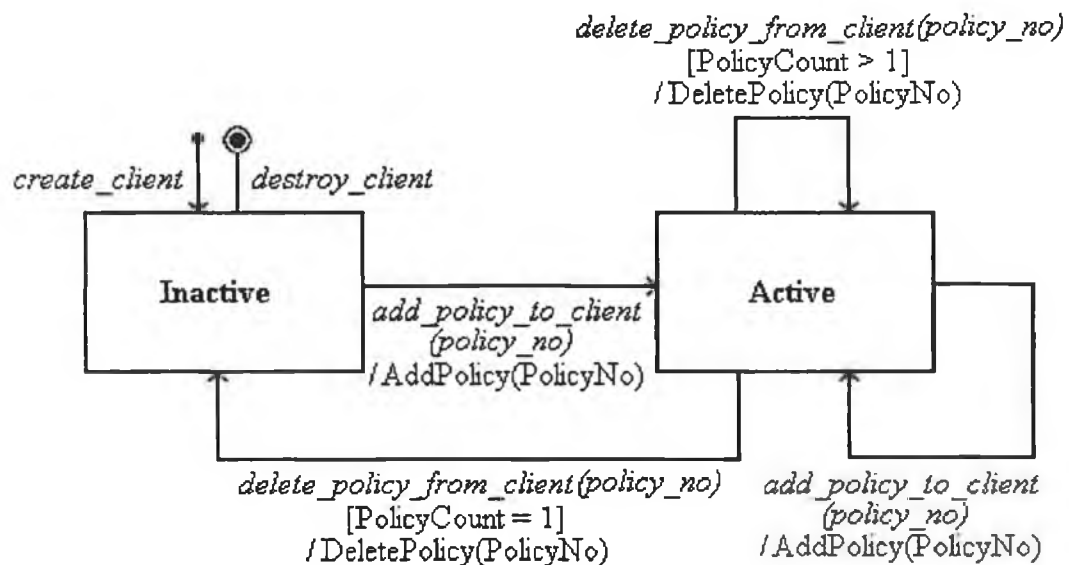 delete_policy_from_client(policy_no)
[PolicyCount > 1]
/DeletePolicy(PolicyNo)
create_client
destroy_client
Inactive
Active
add_policy_to_client
(policy_no)
/AddPolicy(PolicyNo)
delete_policy_from_client(policy_no)
[PolicyCount = 1]
/DeletePolicy(PolicyNo)
add_policy_to_client
(policy_no)
/AddPolicy(PolicyNo)